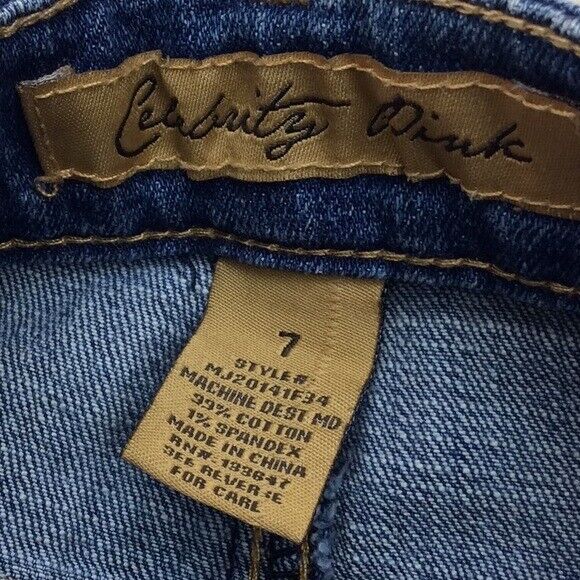 Celebrity Pink
7
STYLE#:
MJ20141F34
MACHINE DEST MD
99% COTTON
1% SPANDEX
MADE IN CHINA
RN# 133647
SEE REVERSE
FOR CARE